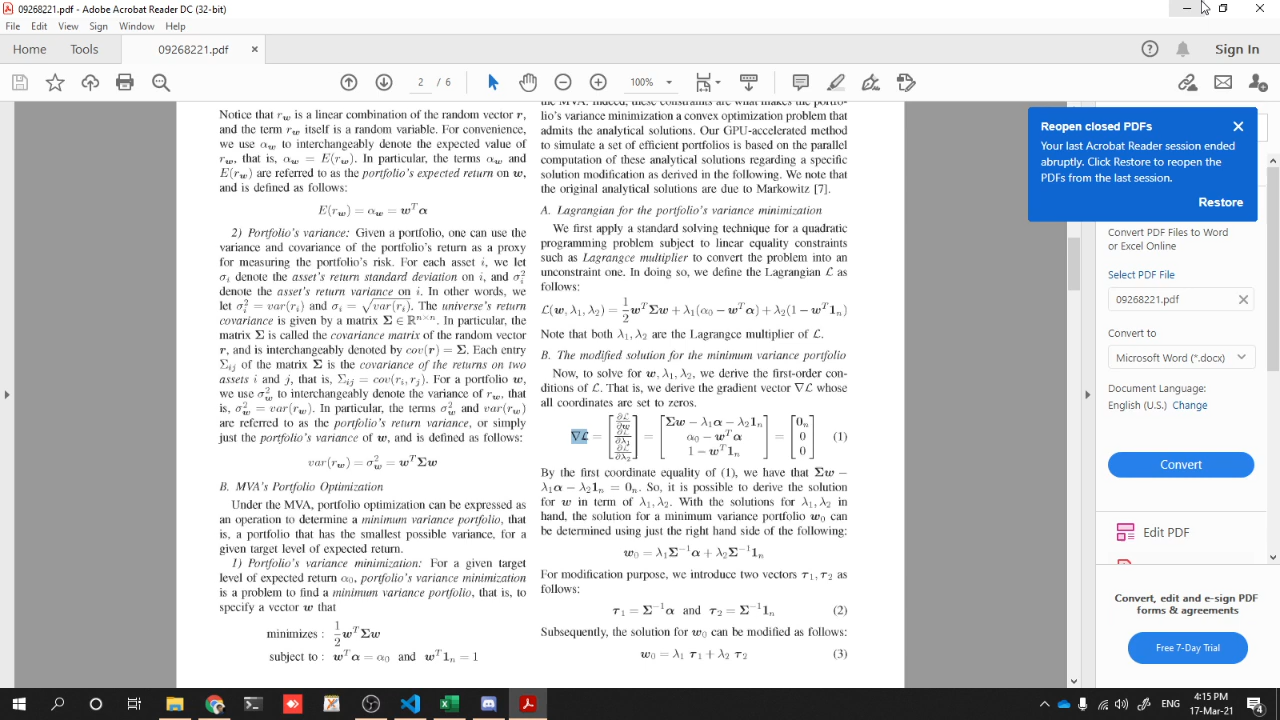 09268221.pdf - Adobe Acrobat Reader DC (32-bit)
File Edit View Sign Window Help
Home Tools 09268221.pdf × Sign In
2 / 6 100%
Notice that r_w is a linear combination of the random vector r,
and the term r_w itself is a random variable. For convenience,
we use α_w to interchangeably denote the expected value of
r_w, that is, α_w = E(r_w). In particular, the terms α_w and
E(r_w) are referred to as the portfolio's expected return on w,
and is defined as follows:
E(r_w) = α_w = w^T α
2) Portfolio's variance: Given a portfolio, one can use the
variance and covariance of the portfolio's return as a proxy
for measuring the portfolio's risk. For each asset i, we let
σ_i denote the asset's return standard deviation on i, and σ_i^2
denote the asset's return variance on i. In other words, we
let σ_i^2 = var(r_i) and σ_i = √var(r_i). The universe's return
covariance is given by a matrix Σ ∈ ℝ^{n×n}. In particular, the
matrix Σ is called the covariance matrix of the random vector
r, and is interchangeably denoted by cov(r) = Σ. Each entry
Σ_ij of the matrix Σ is the covariance of the returns on two
assets i and j, that is, Σ_ij = cov(r_i, r_j). For a portfolio w,
we use σ_w^2 to interchangeably denote the variance of r_w, that
is, σ_w^2 = var(r_w). In particular, the terms σ_w^2 and var(r_w)
are referred to as the portfolio's return variance, or simply
just the portfolio's variance of w, and is defined as follows:
var(r_w) = σ_w^2 = w^T Σw
B. MVA's Portfolio Optimization
Under the MVA, portfolio optimization can be expressed as
an operation to determine a minimum variance portfolio, that
is, a portfolio that has the smallest possible variance, for a
given target level of expected return.
1) Portfolio's variance minimization: For a given target
level of expected return α_0, portfolio's variance minimization
is a problem to find a minimum variance portfolio, that is, to
specify a vector w that
minimizes : 1/2 w^T Σw
subject to : w^T α = α_0 and w^T 1_n = 1
the MVA. Indeed, these constraints are what makes the portfo-
lio's variance minimization a convex optimization problem that
admits the analytical solutions. Our GPU-accelerated method
to simulate a set of efficient portfolios is based on the parallel
computation of these analytical solutions regarding a specific
solution modification as derived in the following. We note that
the original analytical solutions are due to Markowitz [7].
A. Lagrangian for the portfolio's variance minimization
We first apply a standard solving technique for a quadratic
programming problem subject to linear equality constraints
such as Lagrangce multiplier to convert the problem into an
unconstraint one. In doing so, we define the Lagrangian ℒ as
follows:
ℒ(w, λ_1, λ_2) = 1/2 w^T Σw + λ_1(α_0 − w^T α) + λ_2(1 − w^T 1_n)
Note that both λ_1, λ_2 are the Lagrangce multiplier of ℒ.
B. The modified solution for the minimum variance portfolio
Now, to solve for w, λ_1, λ_2, we derive the first-order con-
ditions of ℒ. That is, we derive the gradient vector ∇ℒ whose
all coordinates are set to zeros.
∇ℒ = [∂ℒ/∂w ∂ℒ/∂λ_1 ∂ℒ/∂λ_2] = [Σw − λ_1α − λ_2 1_n α_0 − w^T α 1 − w^T 1_n] = [0_n 0 0] (1)
By the first coordinate equality of (1), we have that Σw −
λ_1α − λ_2 1_n = 0_n. So, it is possible to derive the solution
for w in term of λ_1, λ_2. With the solutions for λ_1, λ_2 in
hand, the solution for a minimum variance portfolio w_0 can
be determined using just the right hand side of the following:
w_0 = λ_1 Σ^{-1} α + λ_2 Σ^{-1} 1_n
For modification purpose, we introduce two vectors τ_1, τ_2 as
follows:
τ_1 = Σ^{-1} α and τ_2 = Σ^{-1} 1_n (2)
Subsequently, the solution for w_0 can be modified as follows:
w_0 = λ_1 τ_1 + λ_2 τ_2 (3)
Reopen closed PDFs
Your last Acrobat Reader session ended
abruptly. Click Restore to reopen the
PDFs from the last session.
Restore
Convert PDF Files to Word
or Excel Online
Select PDF File
09268221.pdf
Convert to
Microsoft Word (*.docx)
Document Language:
English (U.S.) Change
Convert
Edit PDF
Convert, edit and e-sign PDF
forms & agreements
Free 7-Day Trial
ENG
4:15 PM
17-Mar-21
4